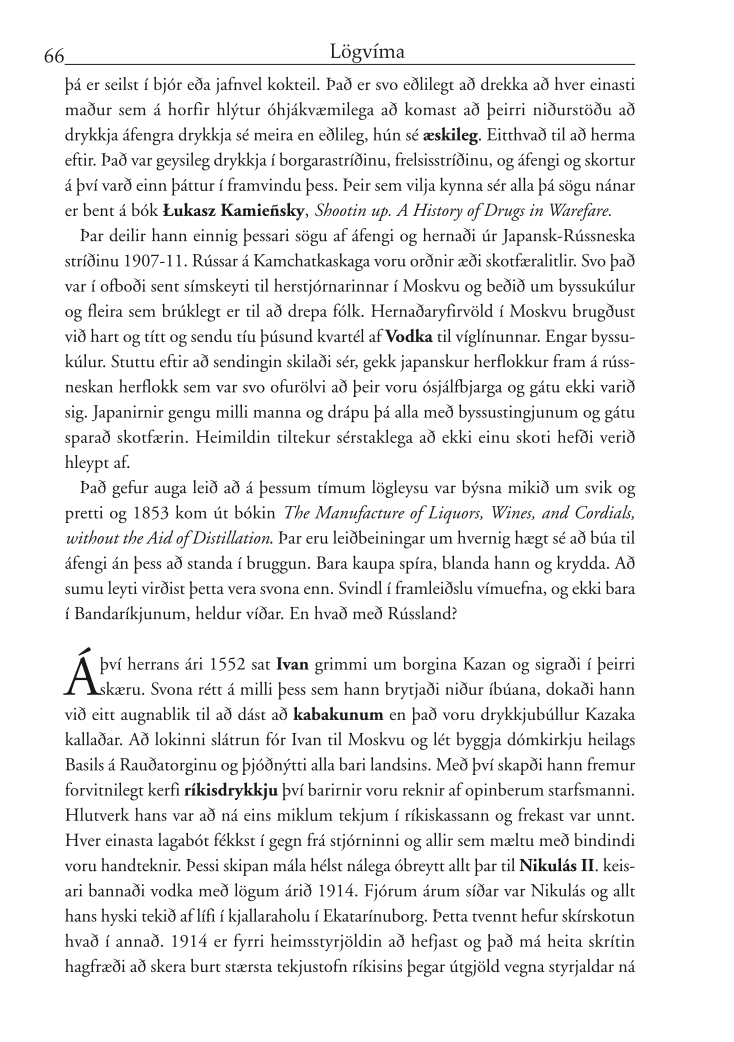 66 Lögvíma
þá er seilst í bjór eða jafnvel kokteil. Það er svo eðlilegt að drekka að hver einasti
maður sem á horfir hlýtur óhjákvæmilega að komast að þeirri niðurstöðu að
drykkja áfengra drykkja sé meira en eðlileg, hún sé æskileg. Eitthvað til að herma
eftir. Það var geysileg drykkja í borgarastríðinu, frelsisstríðinu, og áfengi og skortur
á því varð einn þáttur í framvindu þess. Þeir sem vilja kynna sér alla þá sögu nánar
er bent á bók Łukasz Kamieñsky, Shootin up. A History of Drugs in Warefare.
Þar deilir hann einnig þessari sögu af áfengi og hernaði úr Japansk-Rússneska
stríðinu 1907-11. Rússar á Kamchatkaskaga voru orðnir æði skotfæralitlir. Svo það
var í ofboði sent símskeyti til herstjórnarinnar í Moskvu og beðið um byssukúlur
og fleira sem brúklegt er til að drepa fólk. Hernaðaryfirvöld í Moskvu brugðust
við hart og títt og sendu tíu þúsund kvartél af Vodka til víglínunnar. Engar byssu-
kúlur. Stuttu eftir að sendingin skilaði sér, gekk japanskur herflokkur fram á rúss-
neskan herflokk sem var svo ofurölvi að þeir voru ósjálfbjarga og gátu ekki varið
sig. Japanirnir gengu milli manna og drápu þá alla með byssustingjunum og gátu
sparað skotfærin. Heimildin tiltekur sérstaklega að ekki einu skoti hefði verið
hleypt af.
Það gefur auga leið að á þessum tímum lögleysu var býsna mikið um svik og
pretti og 1853 kom út bókin The Manufacture of Liquors, Wines, and Cordials,
without the Aid of Distillation. Þar eru leiðbeiningar um hvernig hægt sé að búa til
áfengi án þess að standa í bruggun. Bara kaupa spíra, blanda hann og krydda. Að
sumu leyti virðist þetta vera svona enn. Svindl í framleiðslu vímuefna, og ekki bara
í Bandaríkjunum, heldur víðar. En hvað með Rússland?
Á því herrans ári 1552 sat Ivan grimmi um borgina Kazan og sigraði í þeirri
skæru. Svona rétt á milli þess sem hann brytjaði niður íbúana, dokaði hann
við eitt augnablik til að dást að kabakunum en það voru drykkjubúllur Kazaka
kallaðar. Að lokinni slátrun fór Ivan til Moskvu og lét byggja dómkirkju heilags
Basils á Rauðatorginu og þjóðnýtti alla bari landsins. Með því skapði hann fremur
forvitnilegt kerfi ríkisdrykkju því barirnir voru reknir af opinberum starfsmanni.
Hlutverk hans var að ná eins miklum tekjum í ríkiskassann og frekast var unnt.
Hver einasta lagabót fékkst í gegn frá stjórninni og allir sem mæltu með bindindi
voru handteknir. Þessi skipan mála hélst nálega óbreytt allt þar til Nikulás II. keis-
ari bannaði vodka með lögum árið 1914. Fjórum árum síðar var Nikulás og allt
hans hyski tekið af lífi í kjallaraholu í Ekatarínuborg. Þetta tvennt hefur skírskotun
hvað í annað. 1914 er fyrri heimsstyrjöldin að hefjast og það má heita skrítin
hagfræði að skera burt stærsta tekjustofn ríkisins þegar útgjöld vegna styrjaldar ná